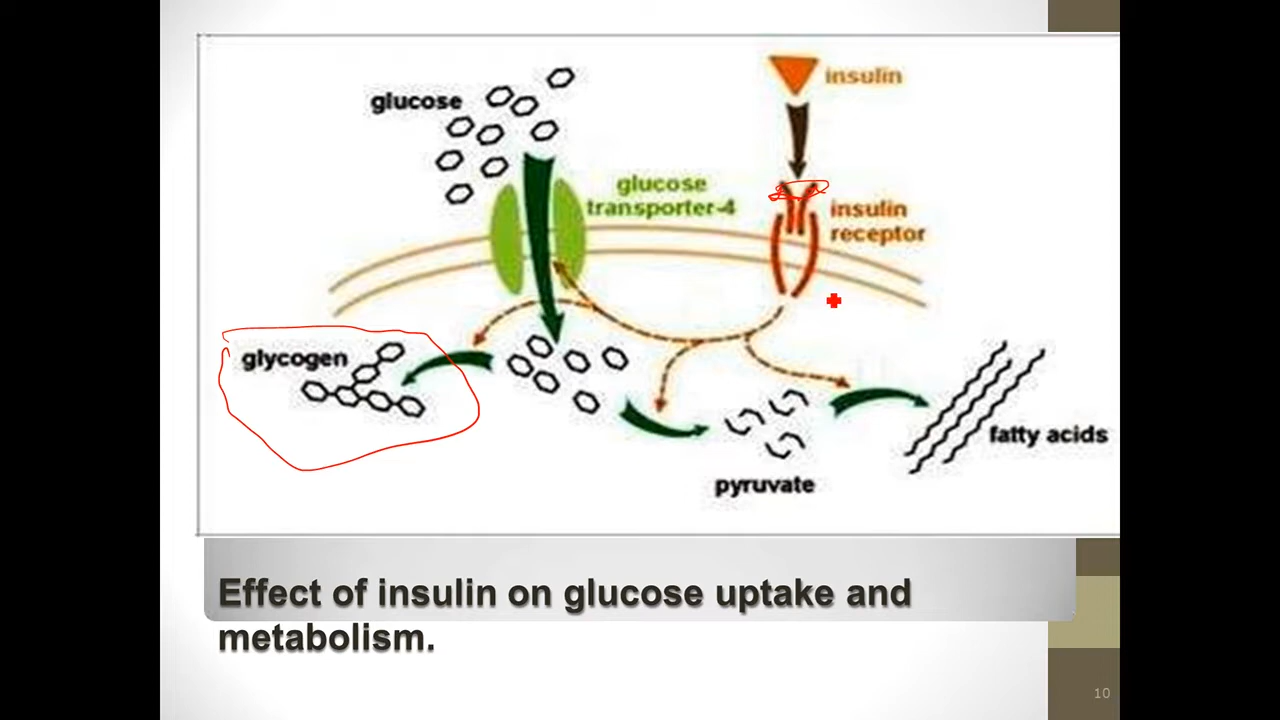 insulin
glucose
glucose
transporter-4
insulin
receptor
glycogen
fatty acids
pyruvate
Effect of insulin on glucose uptake and
metabolism.
10